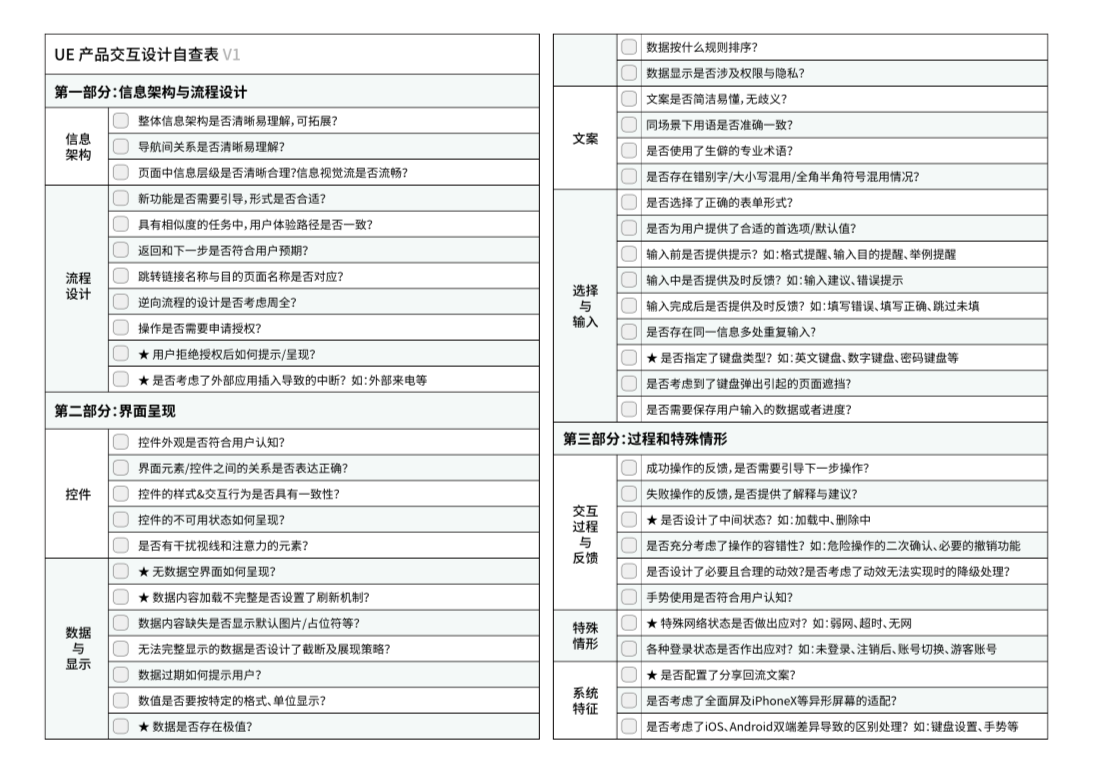 UE 产品交互设计自查表 V1
第一部分：信息架构与流程设计
信息
架构
整体信息架构是否清晰易理解，可拓展？
导航间关系是否清晰易理解？
页面中信息层级是否清晰合理？信息视觉流是否流畅？
流程
设计
新功能是否需要引导，形式是否合适？
具有相似度的任务中，用户体验路径是否一致？
返回和下一步是否符合用户预期？
跳转链接名称与目的页面名称是否对应？
逆向流程的设计是否考虑周全？
操作是否需要申请授权？
★ 用户拒绝授权后如何提示/呈现？
★ 是否考虑了外部应用插入导致的中断？如：外部来电等
第二部分：界面呈现
控件
控件外观是否符合用户认知？
界面元素/控件之间的关系是否表达正确？
控件的样式&交互行为是否具有一致性？
控件的不可用状态如何呈现？
是否有干扰视线和注意力的元素？
数据
与
显示
★ 无数据空界面如何呈现？
★ 数据内容加载不完整是否设置了刷新机制？
数据内容缺失是否显示默认图片/占位符等？
无法完整显示的数据是否设计了截断及展现策略？
数据过期如何提示用户？
数值是否要按特定的格式、单位显示？
★ 数据是否存在极值？
数据按什么规则排序？
数据显示是否涉及权限与隐私？
文案
文案是否简洁易懂，无歧义？
同场景下用语是否准确一致？
是否使用了生僻的专业术语？
是否存在错别字/大小写混用/全角半角符号混用情况？
选择
与
输入
是否选择了正确的表单形式？
是否为用户提供了合适的首选项/默认值？
输入前是否提供提示？如：格式提醒、输入目的提醒、举例提醒
输入中是否提供及时反馈？如：输入建议、错误提示
输入完成后是否提供及时反馈？如：填写错误、填写正确、跳过未填
是否存在同一信息多处重复输入？
★ 是否指定了键盘类型？如：英文键盘、数字键盘、密码键盘等
是否考虑到了键盘弹出引起的页面遮挡？
是否需要保存用户输入的数据或者进度？
第三部分：过程和特殊情形
交互
过程
与
反馈
成功操作的反馈，是否需要引导下一步操作？
失败操作的反馈，是否提供了解释与建议？
★ 是否设计了中间状态？如：加载中、删除中
是否充分考虑了操作的容错性？如：危险操作的二次确认、必要的撤销功能
是否设计了必要且合理的动效？是否考虑了动效无法实现时的降级处理？
手势使用是否符合用户认知？
特殊
情形
★ 特殊网络状态是否做出应对？如：弱网、超时、无网
各种登录状态是否作出应对？如：未登录、注销后、账号切换、游客账号
系统
特征
★ 是否配置了分享回流文案？
是否考虑了全面屏及iPhoneX等异形屏幕的适配？
是否考虑了iOS、Android双端差异导致的区别处理？如：键盘设置、手势等